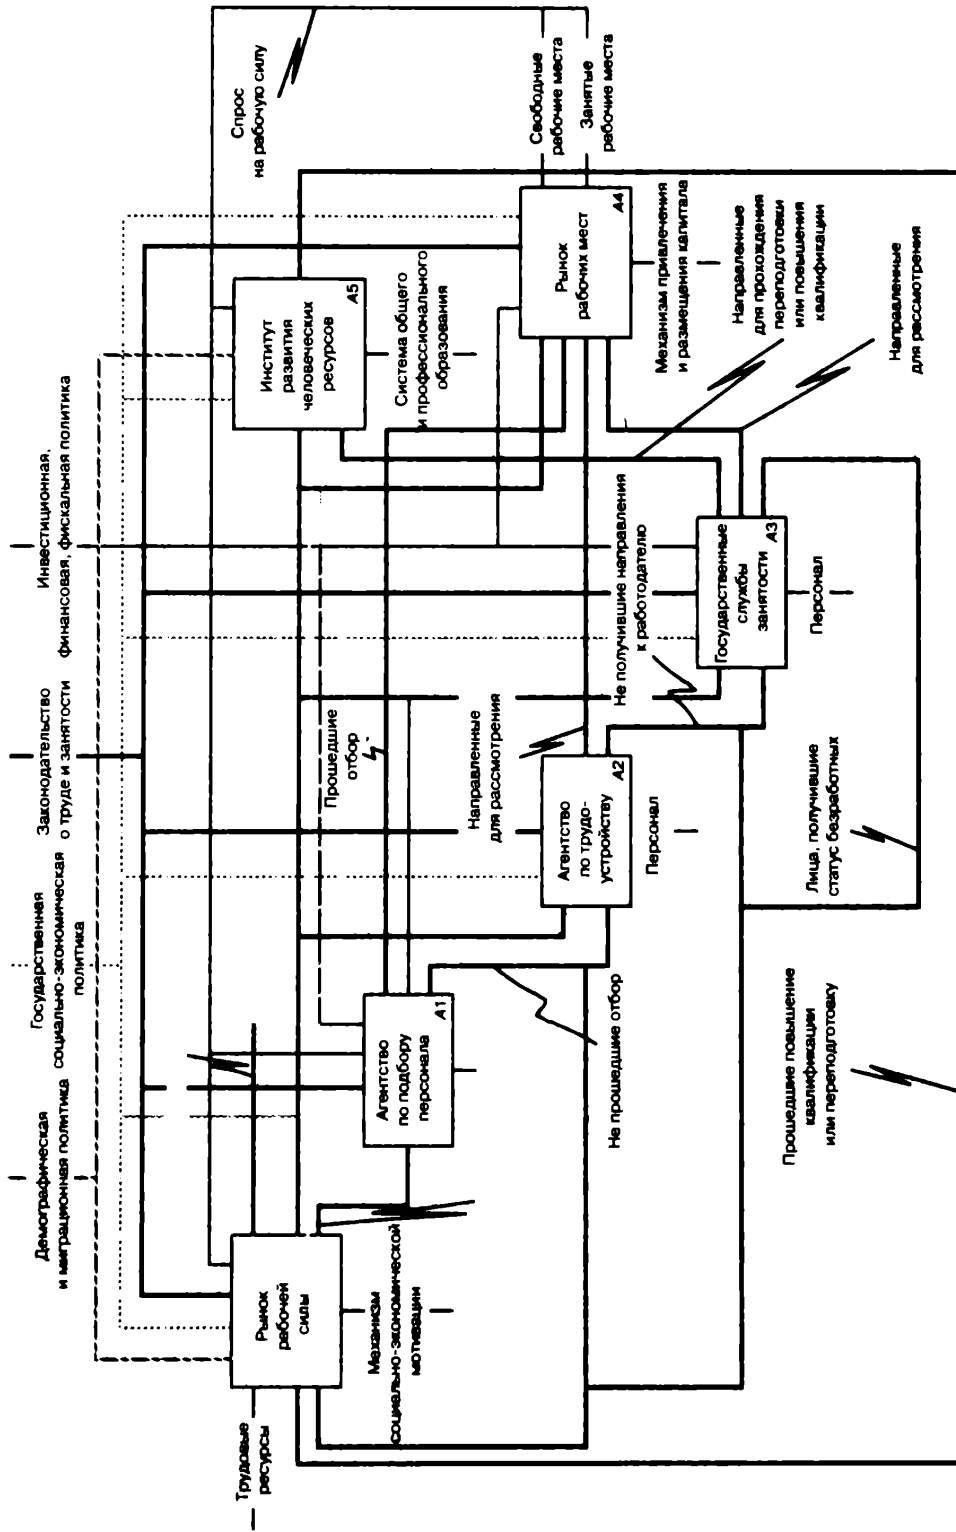 Демографическая
и миграционная политика
Государственная
социально-экономическая
политика
Законодательство
о труде и занятости
Инвестиционная,
финансовая, фискальная политика
Спрос
на рабочую силу
Трудовые
ресурсы
Рынок
рабочей
силы
Механизм
социально-экономической
мотивации
Агентство
по подбору
персонала
A1
Прошедшие
отбор
Не прошедшие отбор
Агентство
по трудо-
устройству
A2
Персонал
Направленные
для рассмотрения
Не получившие направления
к работодателю
Государственные
службы
занятости
A3
Персонал
Лица, получившие
статус безработных
Прошедшие повышение
квалификации
или переподготовку
Институт
развития
человеческих
ресурсов
A5
Система общего
и профессионального
образования
Рынок
рабочих мест
A4
Свободные
рабочие места
Занятые
рабочие места
Механизм привлечения
и размещения капитала
Направленные
для прохождения
переподготовки
или повышения
квалификации
Направленные
для рассмотрения